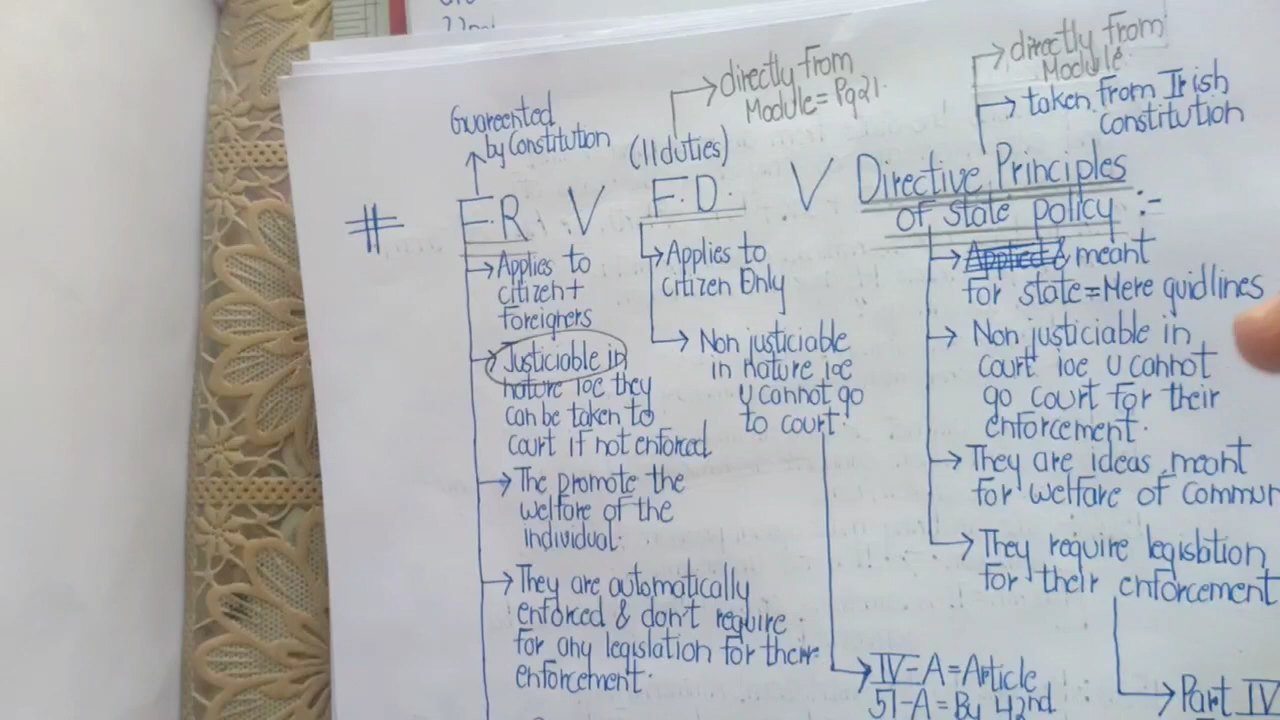 22nd
Guareented
by Constitution
(11 duties)
directly from
Module = Pg21.
directly from
Module
taken from Irish
constitution
# F.R. V F.D. V Directive Principles
of state policy :-
Applies to
citizen +
foreigners
Justiciable in
nature ioe they
can be taken to
court if not enforced
The promote the
welfare of the
individual.
They are automatically
enforced & don't require
for any legislation for their
enforcement.
Applies to
citizen Only
Non justiciable
in nature ioe
U cannot go
to court
IV-A = Article
51-A = By 42nd
Applied & meant
for state = Mere guidlines
Non justiciable in
court ioe u cannot
go court for their
enforcement.
They are ideas meant
for welfare of commun
They require legislation
for their enforcement
Part IV